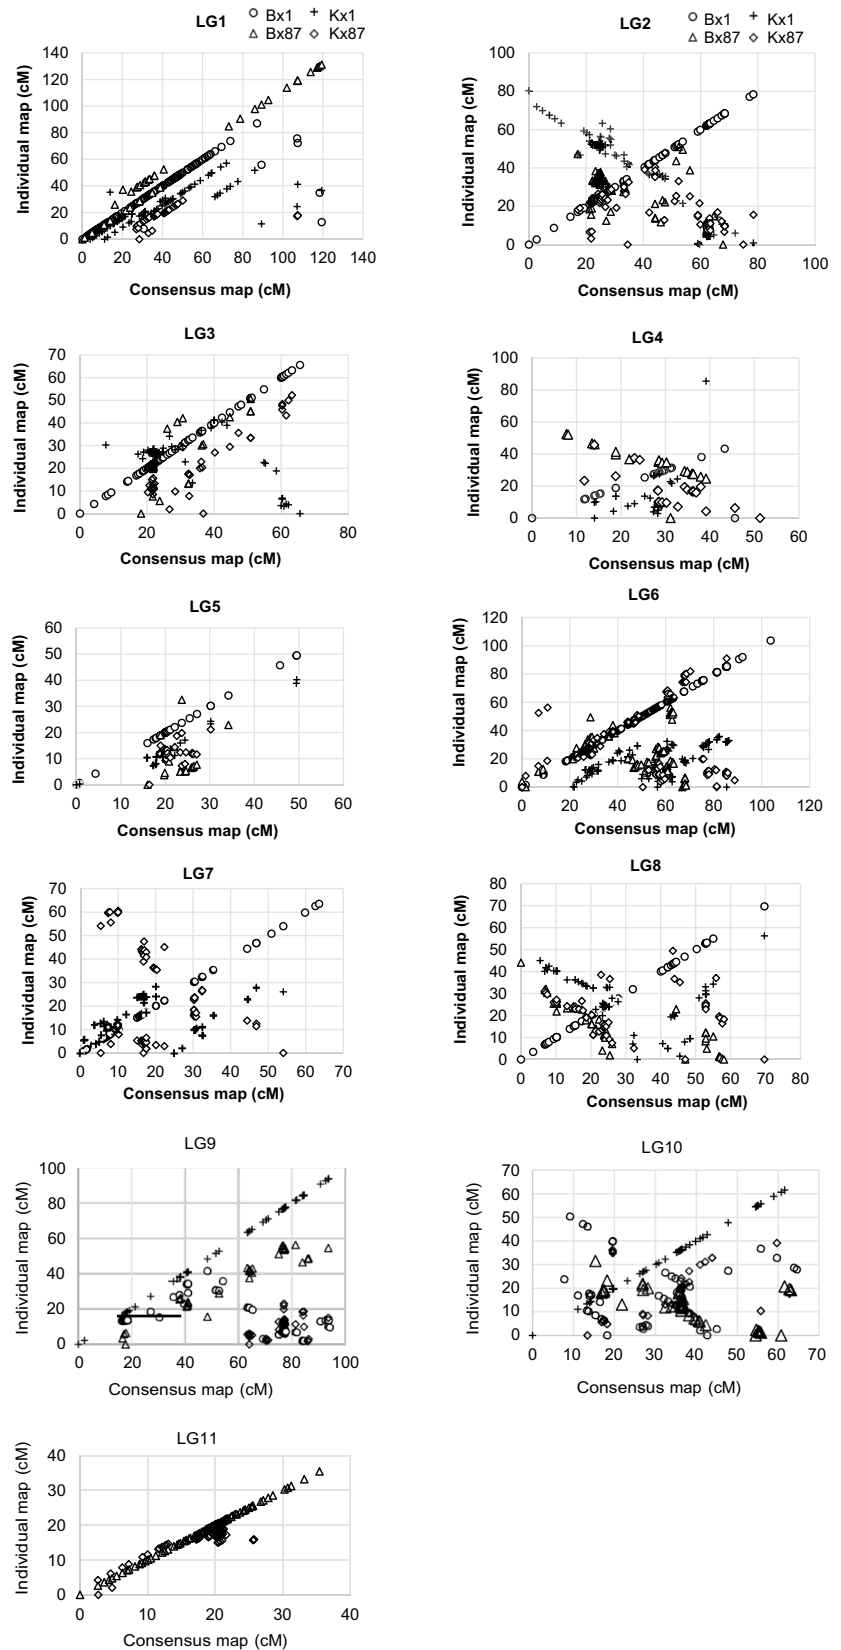 LG1
Bx1 Kx1
Bx87 Kx87
Individual map (cM)
140
120
100
80
60
40
20
0
0 20 40 60 80 100 120 140
Consensus map (cM)
LG2
Bx1 Kx1
Bx87 Kx87
Individual map (cM)
100
80
60
40
20
0
0 20 40 60 80 100
Consensus map (cM)
LG3
Individual map (cM)
70
60
50
40
30
20
10
0
0 20 40 60 80
Consensus map (cM)
LG4
Individual map (cM)
100
80
60
40
20
0
0 10 20 30 40 50 60
Consensus map (cM)
LG5
Individual map (cM)
60
50
40
30
20
10
0
0 10 20 30 40 50 60
Consensus map (cM)
LG6
Individual map (cM)
120
100
80
60
40
20
0
0 20 40 60 80 100 120
Consensus map (cM)
LG7
Individual map (cM)
70
60
50
40
30
20
10
0
0 10 20 30 40 50 60 70
Consensus map (cM)
LG8
Individual map (cM)
80
70
60
50
40
30
20
10
0
0 10 20 30 40 50 60 70 80
Consensus map (cM)
LG9
Individual map (cM)
100
80
60
40
20
0
0 20 40 60 80 100
Consensus map (cM)
LG10
Individual map (cM)
70
60
50
40
30
20
10
0
0 10 20 30 40 50 60 70
Consensus map (cM)
LG11
Individual map (cM)
40
30
20
10
0
0 10 20 30 40
Consensus map (cM)